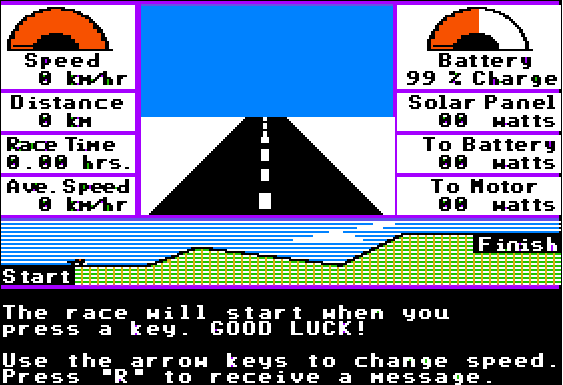 Speed
0 km/hr
Distance
0 km
Race Time
0.00 hrs.
Ave. Speed
0 km/hr
Battery
99 % Charge
Solar Panel
00 watts
To Battery
00 watts
To Motor
00 watts
Finish
Start
The race will start when you
press a key. GOOD LUCK!
Use the arrow keys to change speed.
Press "R" to receive a message